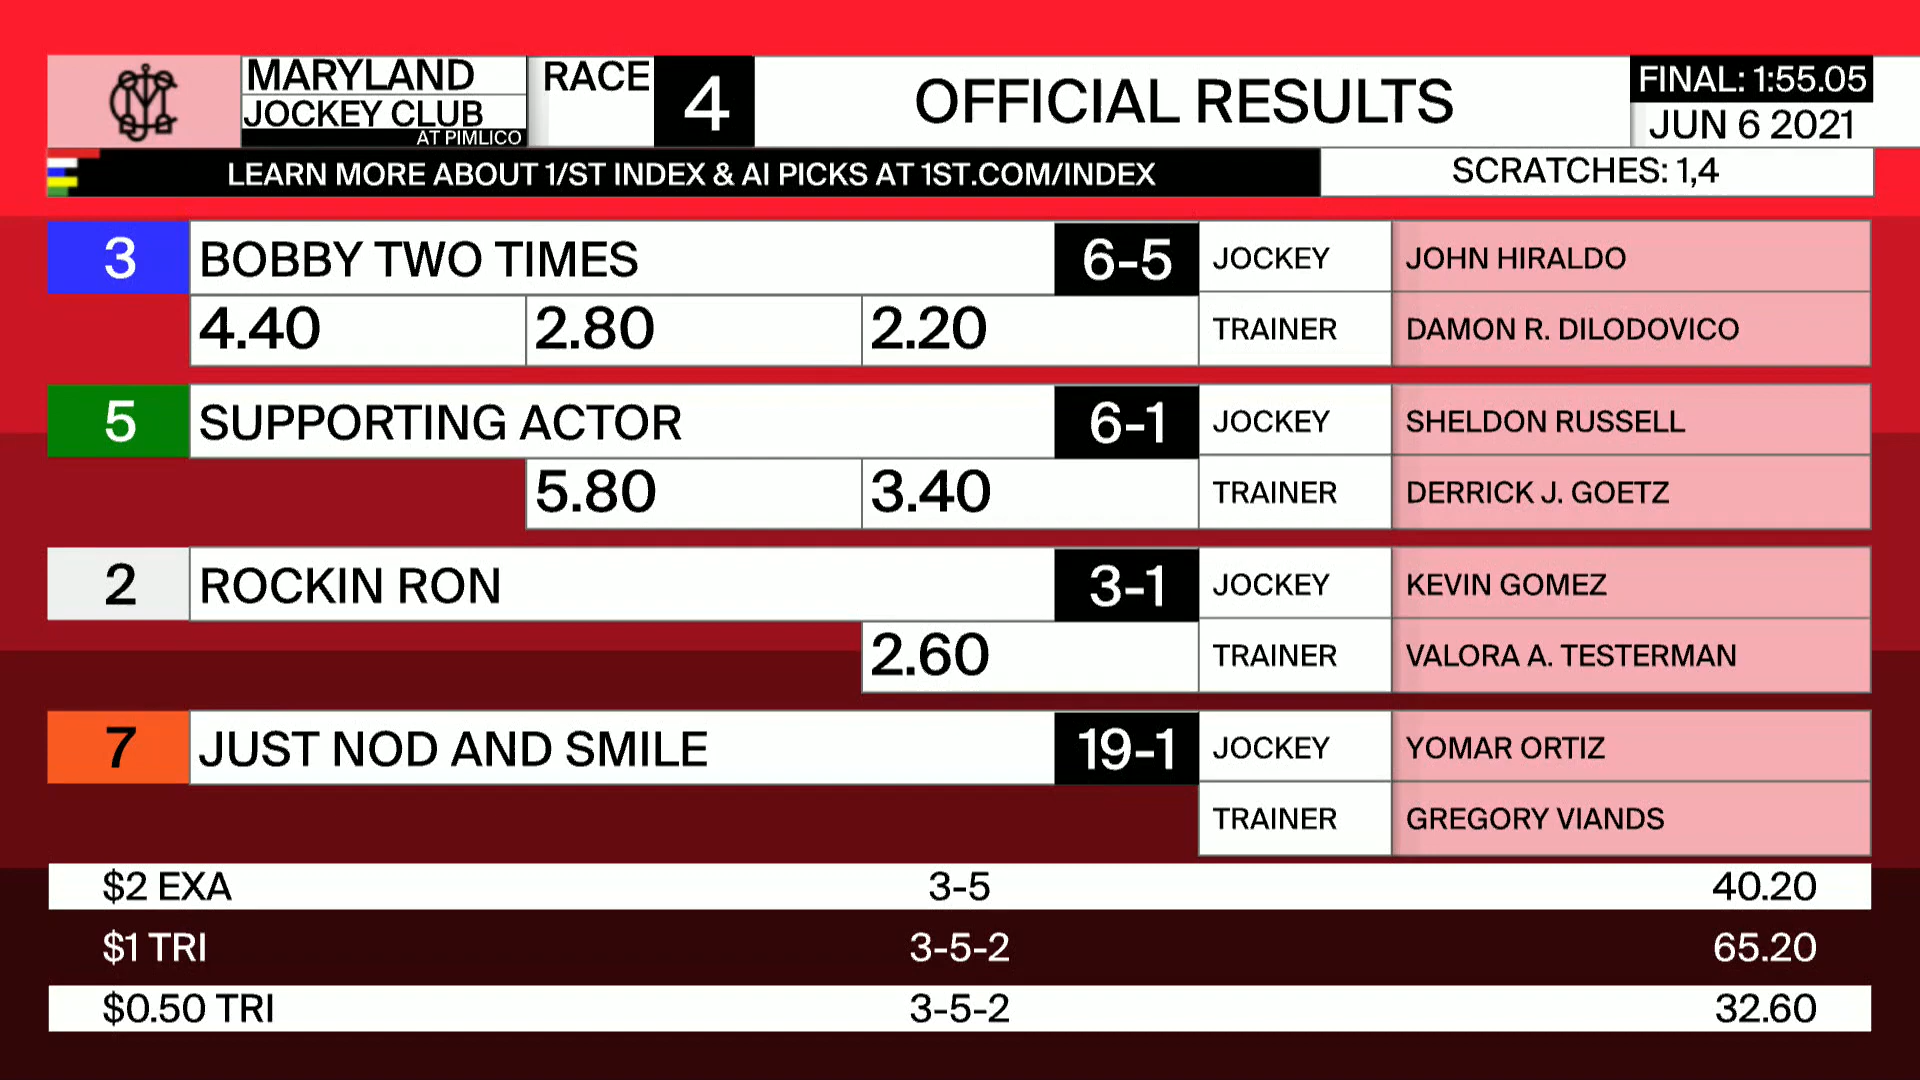 MARYLAND
JOCKEY CLUB
AT PIMLICO
RACE 4
OFFICIAL RESULTS
FINAL: 1:55.05
JUN 6 2021
LEARN MORE ABOUT 1/ST INDEX & AI PICKS AT 1ST.COM/INDEX
SCRATCHES: 1,4
3 BOBBY TWO TIMES 6-5 JOCKEY JOHN HIRALDO
4.40 2.80 2.20 TRAINER DAMON R. DILODOVICO
5 SUPPORTING ACTOR 6-1 JOCKEY SHELDON RUSSELL
5.80 3.40 TRAINER DERRICK J. GOETZ
2 ROCKIN RON 3-1 JOCKEY KEVIN GOMEZ
2.60 TRAINER VALORA A. TESTERMAN
7 JUST NOD AND SMILE 19-1 JOCKEY YOMAR ORTIZ
TRAINER GREGORY VIANDS
$2 EXA 3-5 40.20
$1 TRI 3-5-2 65.20
$0.50 TRI 3-5-2 32.60